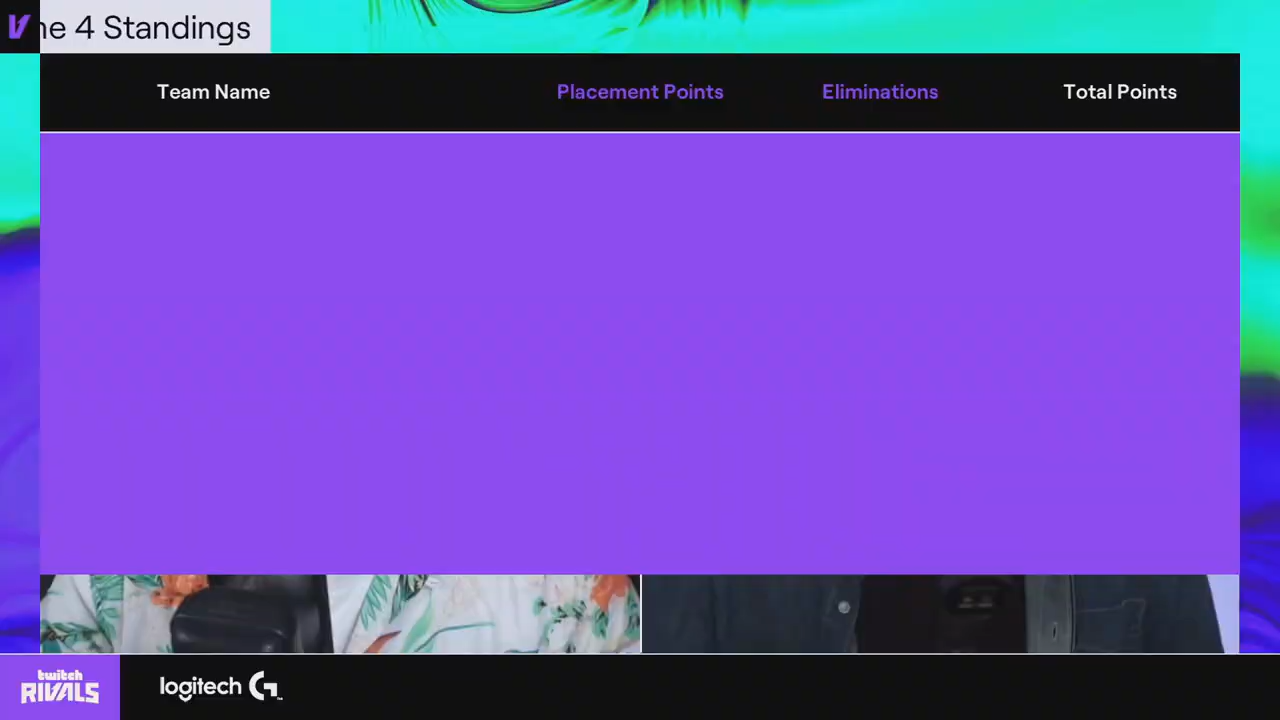 ne 4 Standings
Team Name Placement Points Eliminations Total Points
twitch
RIVALS
logitech G